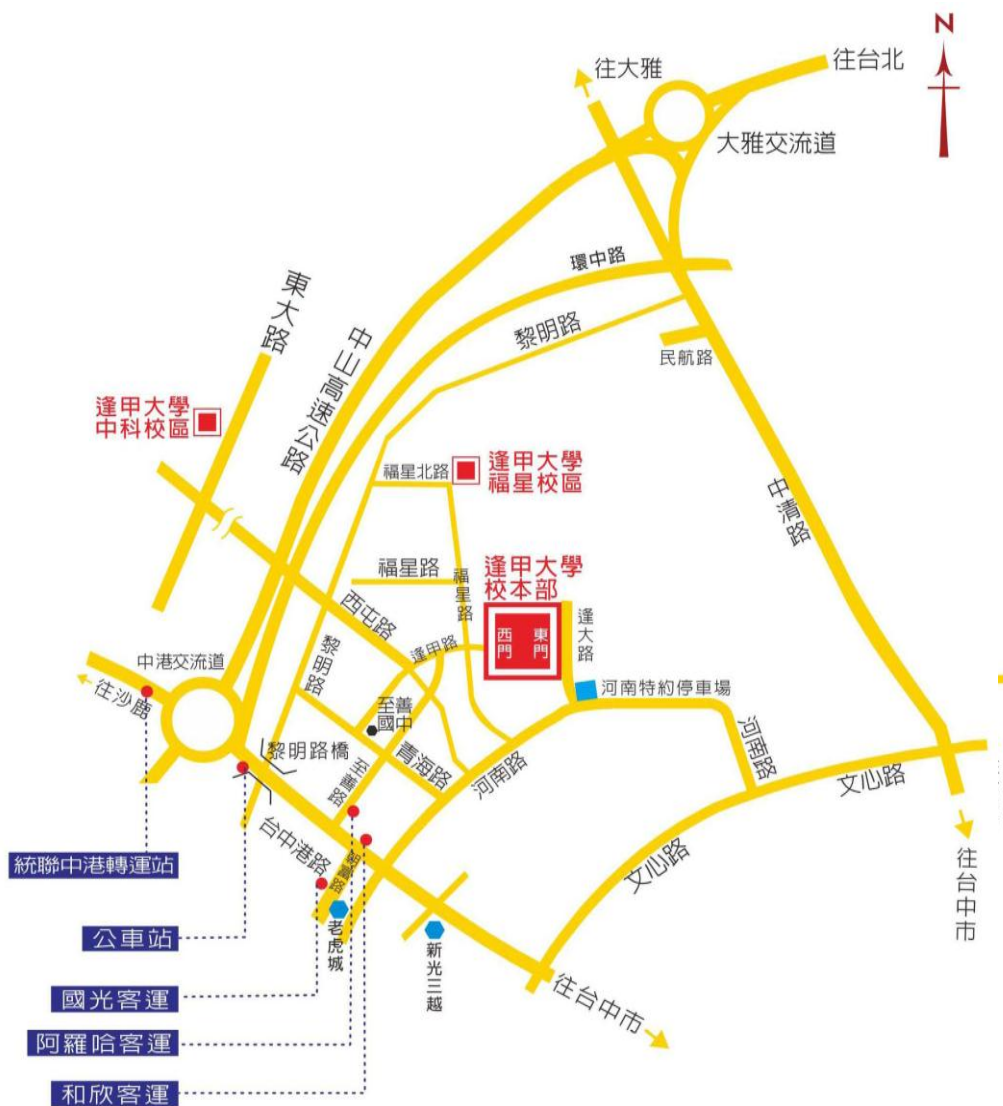 N
往大雅
往台北
大雅交流道
環中路
東大路
黎明路
民航路
中山高速公路
逢甲大學
中科校區
福星北路
逢甲大學
福星校區
中清路
福星路
福星路
逢甲大學
校本部
西屯路
西門
東門
逢大路
逢甲路
黎明路
中港交流道
往沙鹿
至善
國中
河南特約停車場
黎明路橋
青海路
河南路
河南路
至善路
文心路
台中港路
朝富路
文心路
統聯中港轉運站
往台中市
公車站
老虎城
新光三越
國光客運
往台中市
阿羅哈客運
和欣客運